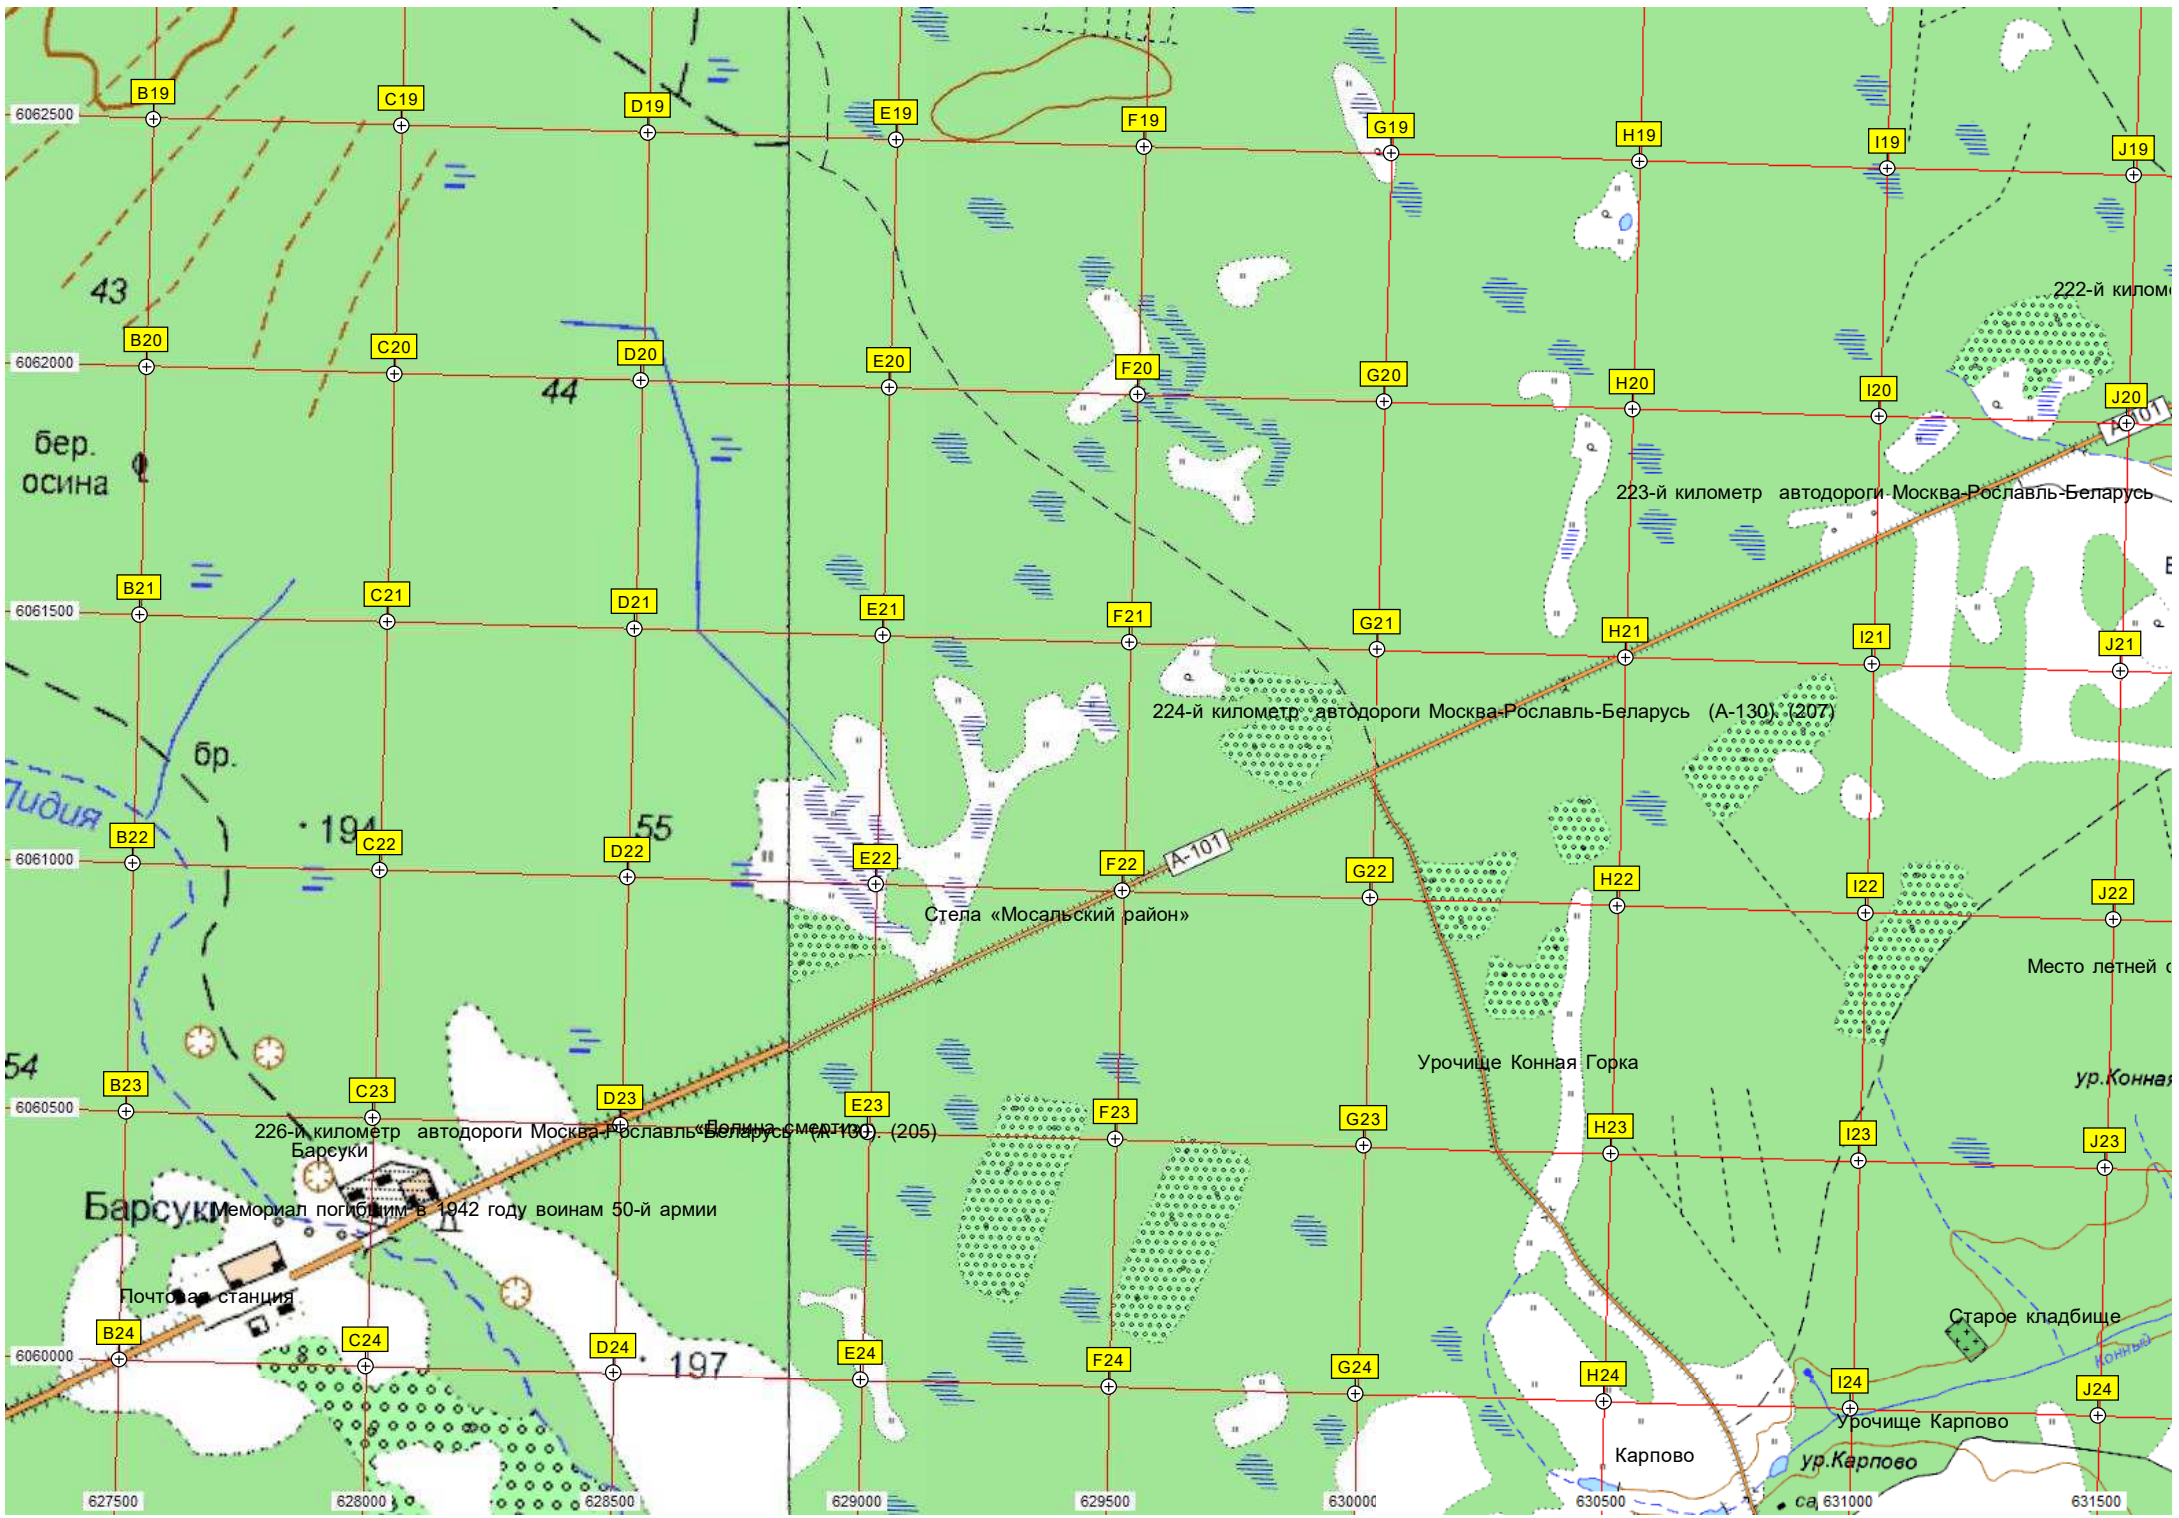 B19
C19
D19
E19
F19
G19
H19
I19
J19
6062500
43
222-й килом
B20
C20
D20
E20
F20
G20
H20
I20
J20
6062000
44
А-101
бер.
осина
223-й километр автодороги Москва-Рославль-Беларусь
B21
C21
D21
E21
F21
G21
H21
I21
J21
6061500
224-й километр автодороги Москва-Рославль-Беларусь (А-130). (207)
бр.
Лидия
194
55
А-101
B22
C22
D22
E22
F22
G22
H22
I22
J22
6061000
Стела «Мосальский район»
Место летней
54
Урочище Конная Горка
ур.Конная
B23
C23
D23
E23
F23
G23
H23
I23
J23
6060500
226-й километр автодороги Москва-Рославль-Беларусь (А-130). (205)
«Долина смерти»
Барсуки
Барсуки
Мемориал погибшим в 1942 году воинам 50-й армии
Почтовая станция
Старое кладбище
Конный
B24
C24
D24
E24
F24
G24
H24
I24
J24
6060000
197
Урочище Карпово
Карпово
ур.Карпово
627500
628000
628500
629000
629500
630000
630500
631000
631500